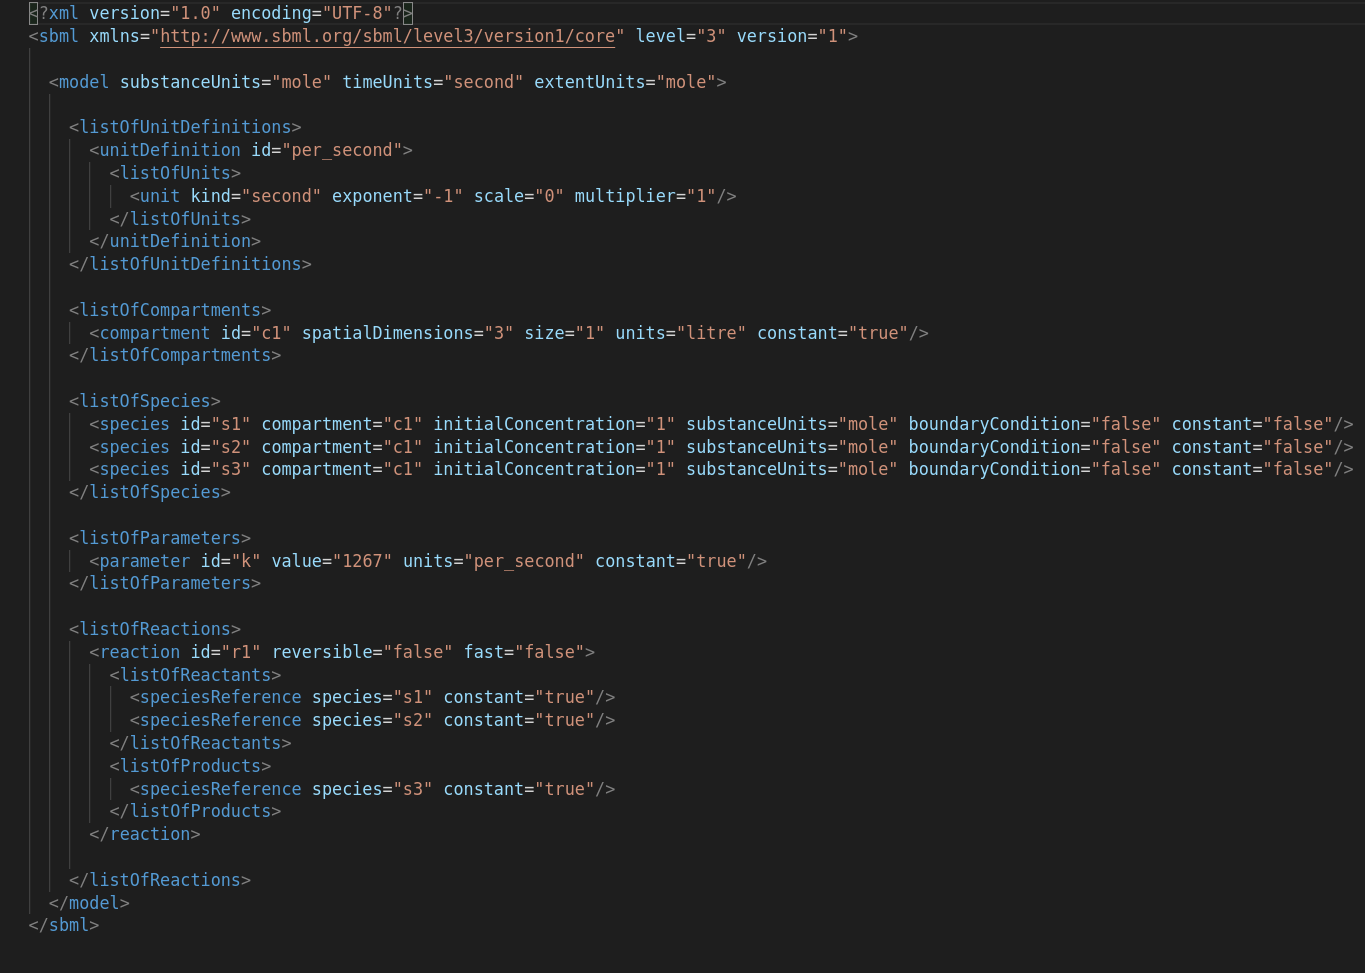 <?xml version="1.0" encoding="UTF-8"?>
<sbml xmlns="http://www.sbml.org/sbml/level3/version1/core" level="3" version="1">
<model substanceUnits="mole" timeUnits="second" extentUnits="mole">
<listOfUnitDefinitions>
<unitDefinition id="per_second">
<listOfUnits>
<unit kind="second" exponent="-1" scale="0" multiplier="1"/>
</listOfUnits>
</unitDefinition>
</listOfUnitDefinitions>
<listOfCompartments>
<compartment id="c1" spatialDimensions="3" size="1" units="litre" constant="true"/>
</listOfCompartments>
<listOfSpecies>
<species id="s1" compartment="c1" initialConcentration="1" substanceUnits="mole" boundaryCondition="false" constant="false"/>
<species id="s2" compartment="c1" initialConcentration="1" substanceUnits="mole" boundaryCondition="false" constant="false"/>
<species id="s3" compartment="c1" initialConcentration="1" substanceUnits="mole" boundaryCondition="false" constant="false"/>
</listOfSpecies>
<listOfParameters>
<parameter id="k" value="1267" units="per_second" constant="true"/>
</listOfParameters>
<listOfReactions>
<reaction id="r1" reversible="false" fast="false">
<listOfReactants>
<speciesReference species="s1" constant="true"/>
<speciesReference species="s2" constant="true"/>
</listOfReactants>
<listOfProducts>
<speciesReference species="s3" constant="true"/>
</listOfProducts>
</reaction>
</listOfReactions>
</model>
</sbml>